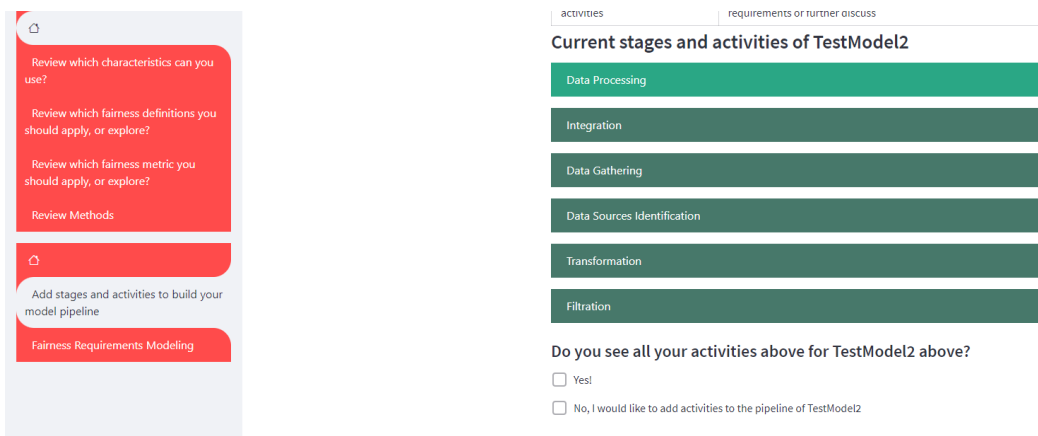 Review which characteristics can you
use?
Review which fairness definitions you
should apply, or explore?
Review which fairness metric you
should apply, or explore?
Review Methods
Add stages and activities to build your
model pipeline
Fairness Requirements Modeling
activities
requirements or further discuss
Current stages and activities of TestModel2
Data Processing
Integration
Data Gathering
Data Sources Identification
Transformation
Filtration
Do you see all your activities above for TestModel2 above?
Yes!
No, I would like to add activities to the pipeline of TestModel2